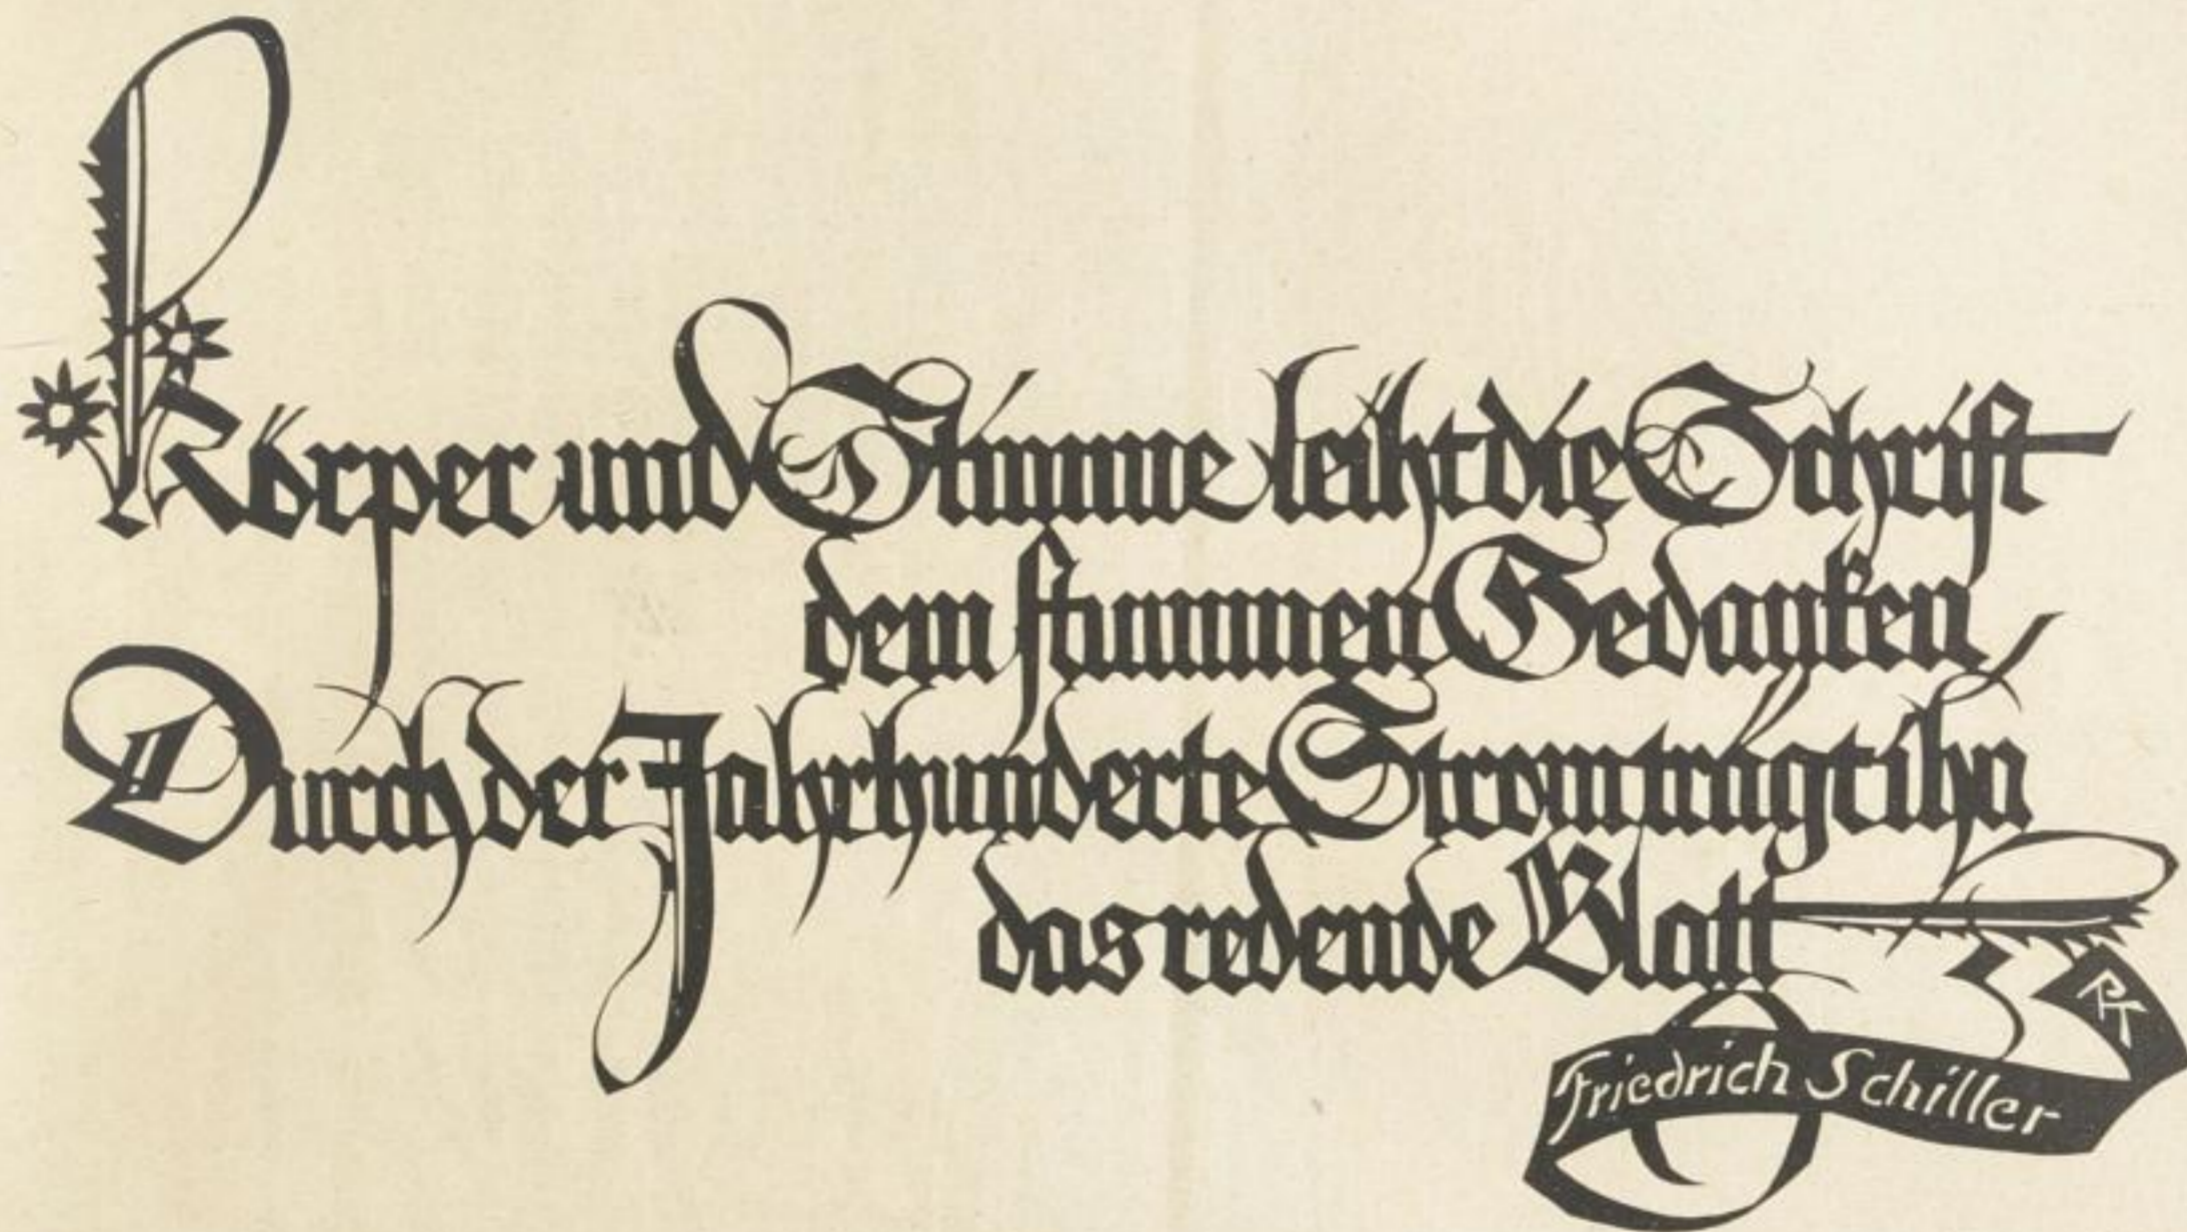 Körper und Stimme leiht die Schrift
dem stummen Gedanken
Durch der Jahrhunderte Strom trägt ihn
das redende Blatt
RT
Friedrich Schiller